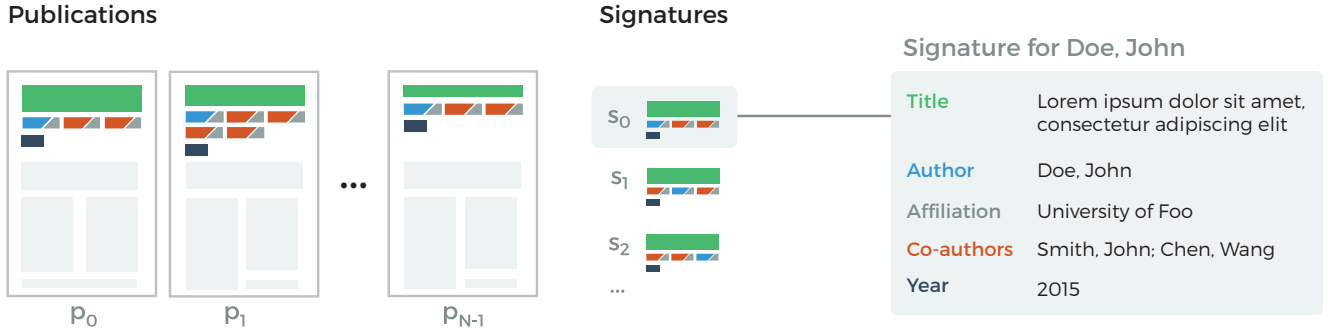 Publications
p0
p1
...
pN-1
Signatures
s0
s1
s2
...
Signature for Doe, John
Title Lorem ipsum dolor sit amet,
consectetur adipiscing elit
Author Doe, John
Affiliation University of Foo
Co-authors Smith, John; Chen, Wang
Year 2015